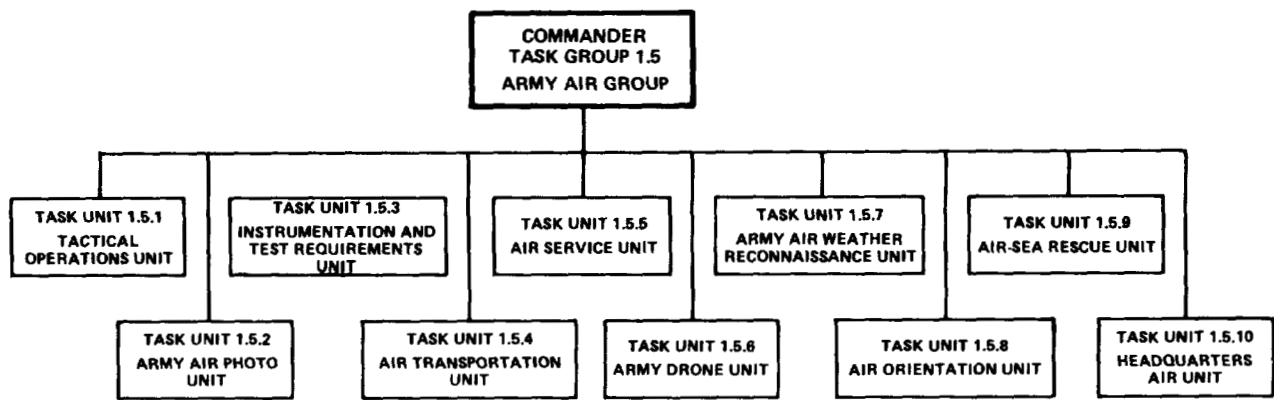 COMMANDER
TASK GROUP 1.5
ARMY AIR GROUP
TASK UNIT 1.5.1
TACTICAL
OPERATIONS UNIT
TASK UNIT 1.5.3
INSTRUMENTATION AND
TEST REQUIREMENTS
UNIT
TASK UNIT 1.5.5
AIR SERVICE UNIT
TASK UNIT 1.5.7
ARMY AIR WEATHER
RECONNAISSANCE UNIT
TASK UNIT 1.5.9
AIR-SEA RESCUE UNIT
TASK UNIT 1.5.2
ARMY AIR PHOTO
UNIT
TASK UNIT 1.5.4
AIR TRANSPORTATION
UNIT
TASK UNIT 1.5.6
ARMY DRONE UNIT
TASK UNIT 1.5.8
AIR ORIENTATION UNIT
TASK UNIT 1.5.10
HEADQUARTERS
AIR UNIT